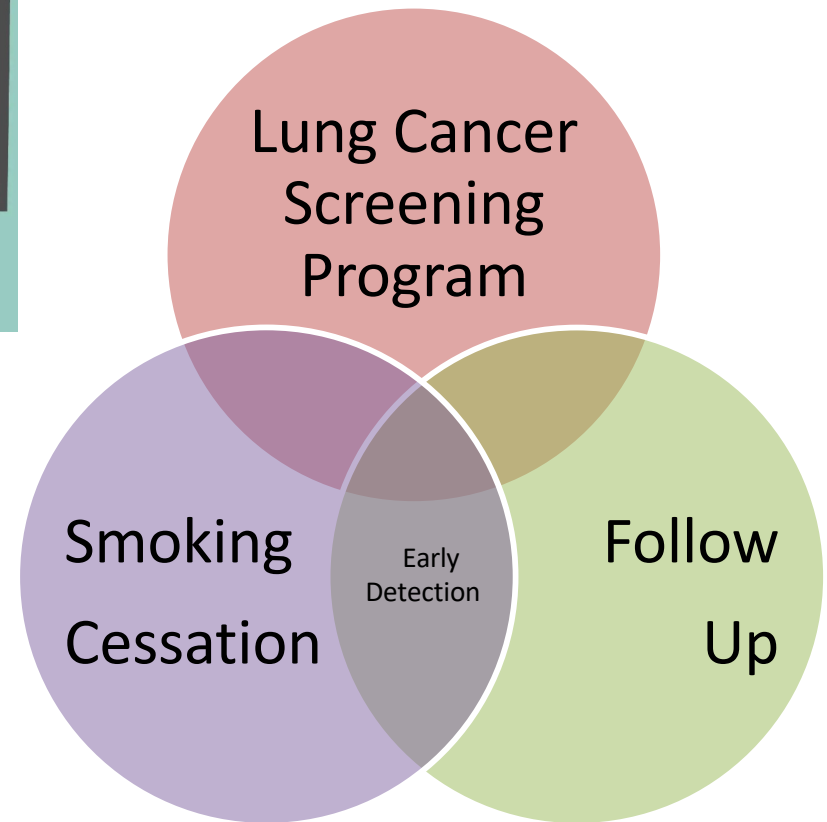 Lung Cancer
Screening
Program
Smoking
Cessation
Early
Detection
Follow
Up